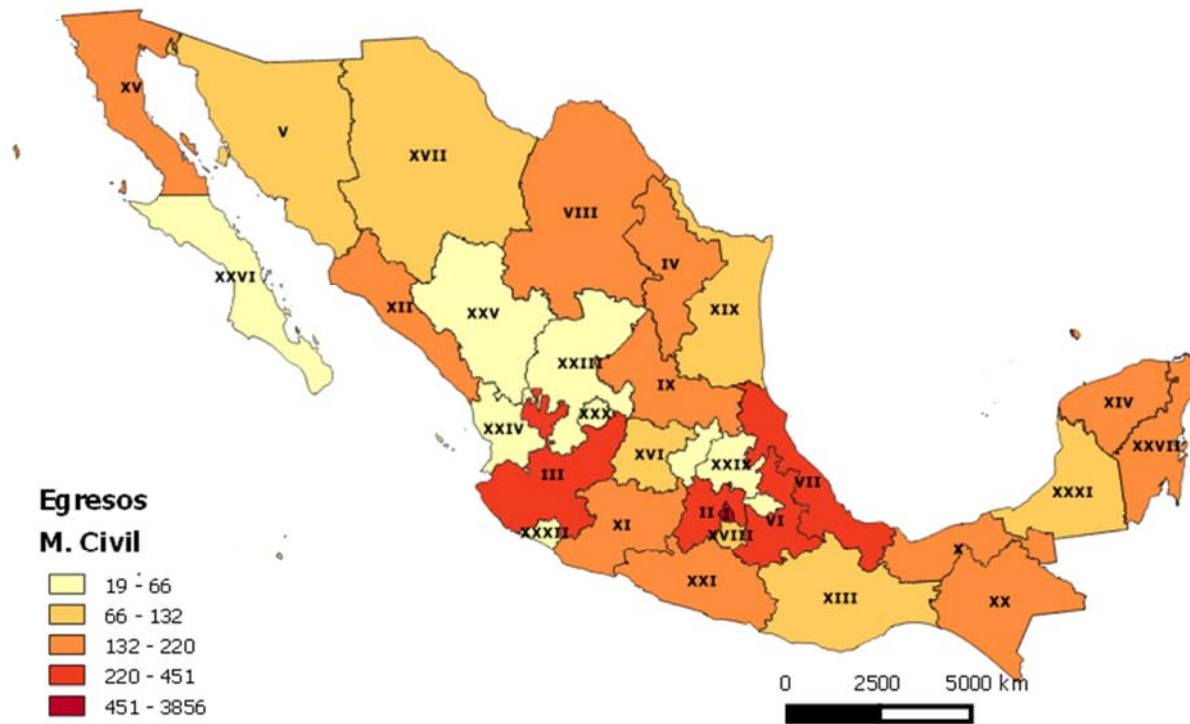 XV
V
XVII
VIII
IV
XXVI
XII
XXV
XIX
XXIII
IX
XXX
XXIV
XVI
XXIX
III
VII
XIV
XXVII
XXXI
II
I
VI
XVIII
XXXII
XI
XXI
XIII
X
XX
Egresos
M. Civil
19 - 66
66 - 132
132 - 220
220 - 451
451 - 3856
0 2500 5000 km